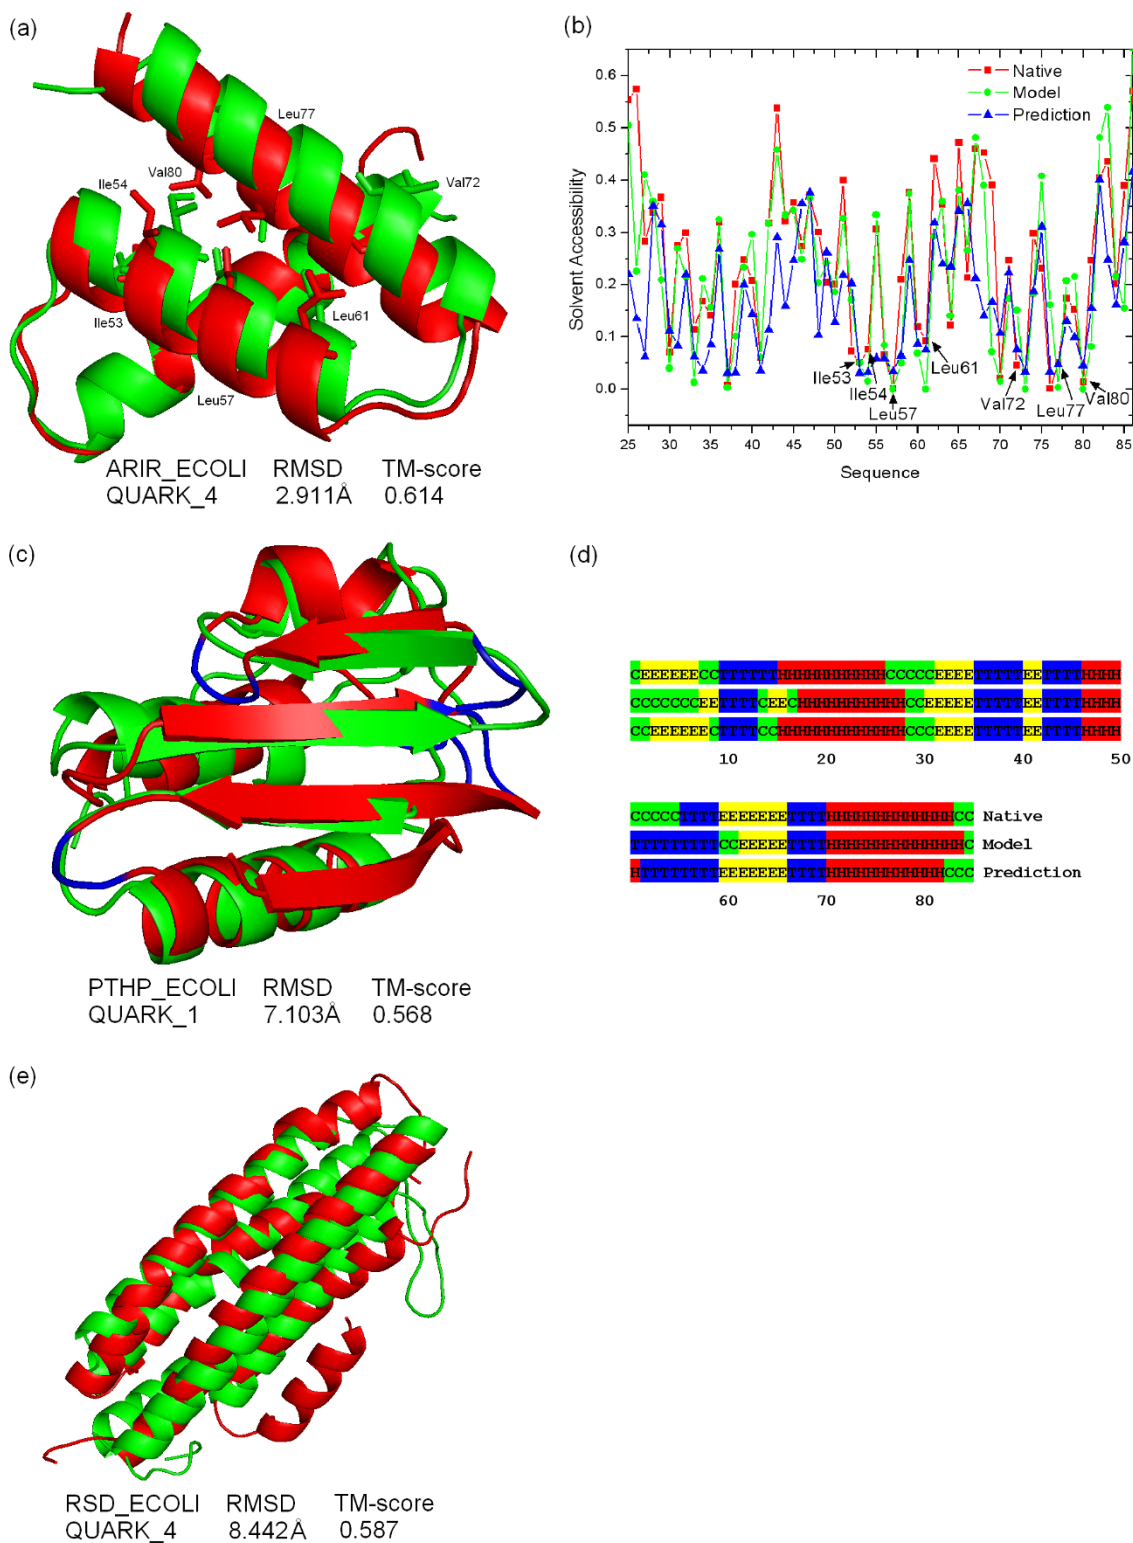 (a)
Leu77
Val80
Ile54
Val72
Ile53
Leu61
Leu57
ARIR_ECOLI RMSD TM-score
QUARK_4 2.911Å 0.614
(b)
Native
Model
Prediction
Solvent Accessibility
0.6
0.5
0.4
0.3
0.2
0.1
0.0
Ile53
Ile54
Leu57
Leu61
Val72
Leu77
Val80
25 30 35 40 45 50 55 60 65 70 75 80 85
Sequence
(c)
PTHP_ECOLI RMSD TM-score
QUARK_1 7.103Å 0.568
(d)
CEEEEEECCTTTTTTHHHHHHHHHHHCCCCCEEEETTTTTEETTTTHHHH
CCCCCCCEETTTTCEECHHHHHHHHHHHCCEEEEETTTTTEETTTTHHHH
CCEEEEEECTTTTCCHHHHHHHHHHHHHCCCEEEETTTTTEETTTTHHHH
10 20 30 40 50
CCCCCTTTTEEEEEEETTTTHHHHHHHHHHHHHCC Native
TTTTTTTTTCCEEEEETTTTHHHHHHHHHHHHHHC Model
HTTTTTTTTEEEEEEETTTTHHHHHHHHHHHHCCC Prediction
60 70 80
(e)
RSD_ECOLI RMSD TM-score
QUARK_4 8.442Å 0.587